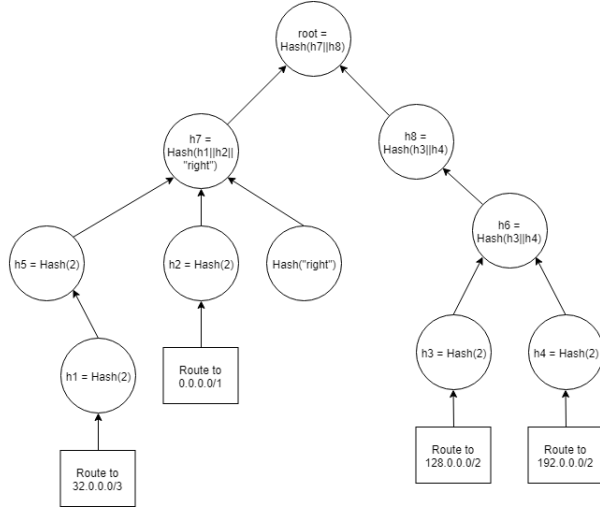 root =
Hash(h7||h8)
h7 =
Hash(h1||h2||
"right")
h8 =
Hash(h3||h4)
h6 =
Hash(h3||h4)
h5 = Hash(2)
h2 = Hash(2)
Hash("right")
h1 = Hash(2)
Route to
0.0.0.0/1
h3 = Hash(2)
h4 = Hash(2)
Route to
32.0.0.0/3
Route to
128.0.0.0/2
Route to
192.0.0.0/2